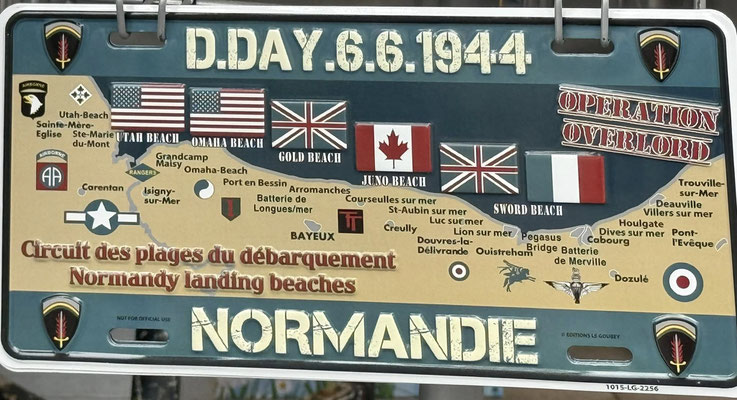 D.DAY.6.6.1944
OPERATION
OVERLORD
AIRBORNE
Utah-Beach
Sainte-Mère-
Eglise
Ste-Marie
du-Mont
UTAH BEACH
OMAHA BEACH
GOLD BEACH
JUNO BEACH
SWORD BEACH
AIRBORNE
AA
RANGERS
Grandcamp
Maisy
Omaha-Beach
Carentan
Isigny-
sur-Mer
Port en Bessin
Arromanches
Batterie de
Longues/mer
BAYEUX
Courseulles sur mer
St-Aubin sur mer
Luc sur mer
Creully
Lion sur mer
Douvres-la-
Délivrande
Ouistreham
Pegasus
Bridge
Batterie
de Merville
Cabourg
Dives sur mer
Houlgate
Villers sur mer
Deauville
Trouville-
sur-Mer
Pont-
l'Evêque
Dozulé
Circuit des plages du débarquement
Normandy landing beaches
NOT FOR OFFICIAL USE
NORMANDIE
© EDITIONS LE GOUBEY
1015-LG-2256